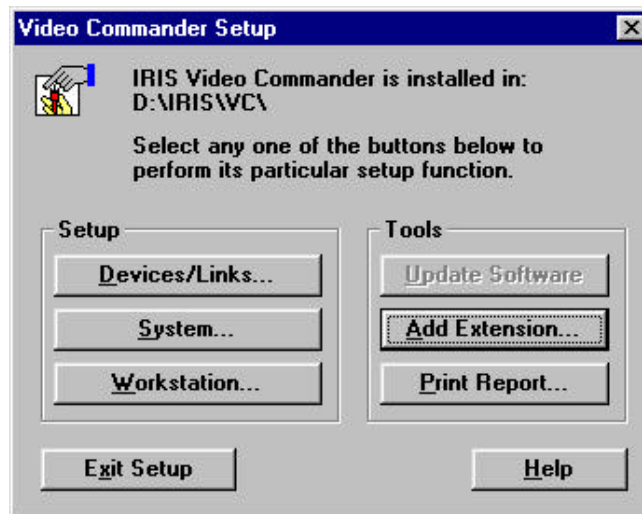 Video Commander Setup
IRIS Video Commander is installed in:
D:\IRIS\VC\
Select any one of the buttons below to
perform its particular setup function.
Setup
Devices/Links...
System...
Workstation...
Tools
Update Software
Add Extension...
Print Report...
Exit Setup
Help